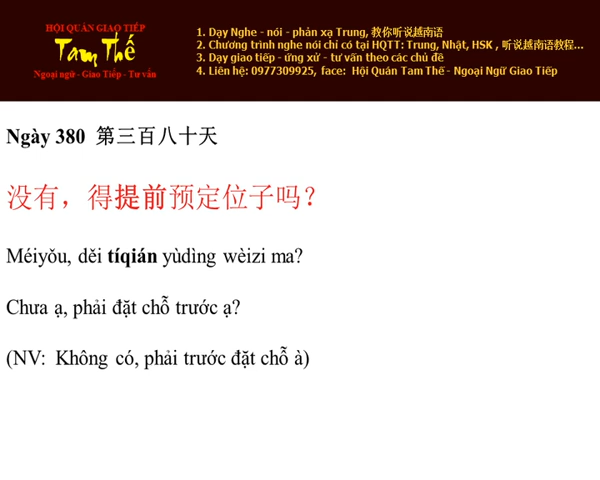 HỘI QUÁN GIAO TIẾP
Tam Thế
Ngoại ngữ - Giao Tiếp - Tư vấn
1. Dạy Nghe - nói - phản xạ Trung, 教你听说越南语
2. Chương trình nghe nói chỉ có tại HQTT: Trung, Nhật, HSK , 听说越南语教程...
3. Dạy giao tiếp - ứng xử - tư vấn theo các chủ đề
4. Liên hệ: 0977309925, face: Hội Quán Tam Thế - Ngoại Ngữ Giao Tiếp
Ngày 380 第三百八十天
没有，得提前预定位子吗？
Méiyǒu, děi tíqián yùdìng wèizi ma?
Chưa ạ, phải đặt chỗ trước ạ?
(NV: Không có, phải trước đặt chỗ à)